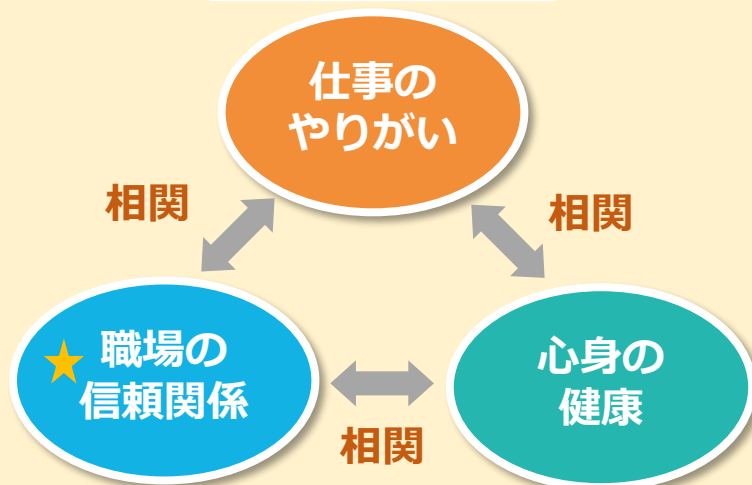 仕事の
やりがい
相関
相関
職場の
信頼関係
心身の
健康
相関